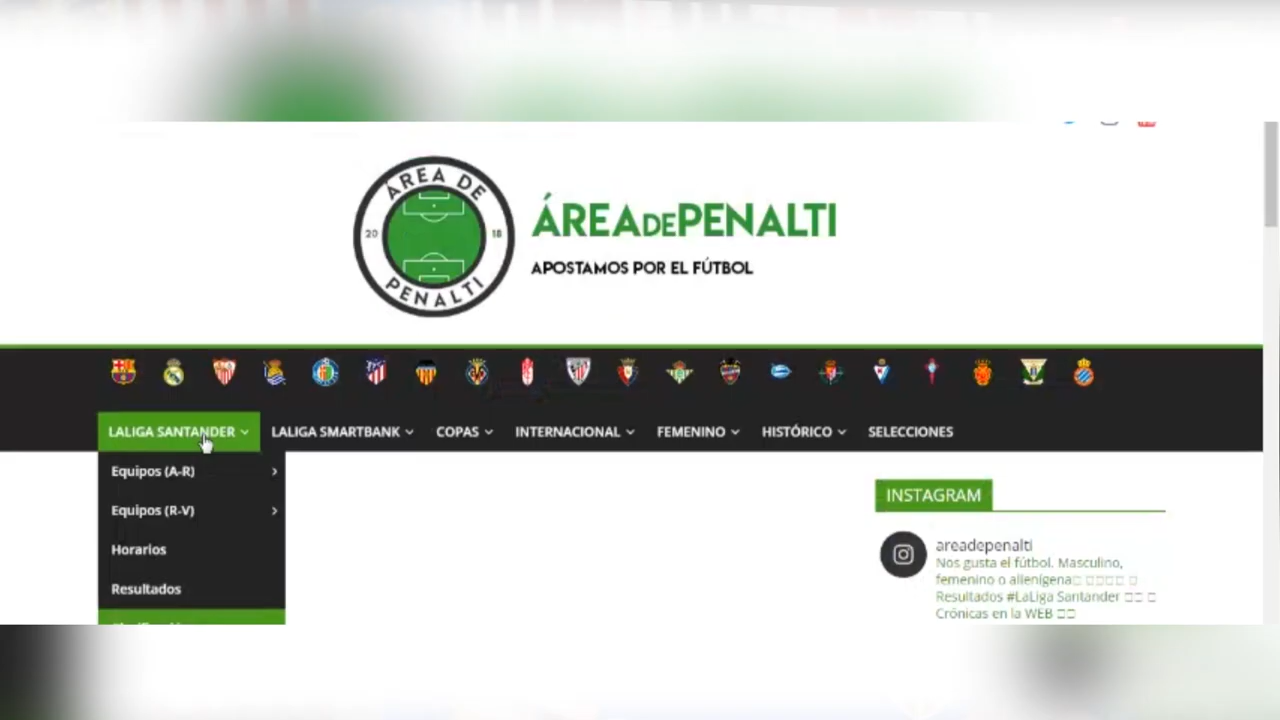 ÁREA DE
20 18
PENALTI
ÁREADEPENALTI
APOSTAMOS POR EL FÚTBOL
LALIGA SANTANDER LALIGA SMARTBANK COPAS INTERNACIONAL FEMENINO HISTÓRICO SELECCIONES
Equipos (A-R)
Equipos (R-V)
Horarios
Resultados
INSTAGRAM
areadepenalti
Nos gusta el fútbol. Masculino,
femenino o alienígena
Resultados #LaLiga Santander
Crónicas en la WEB